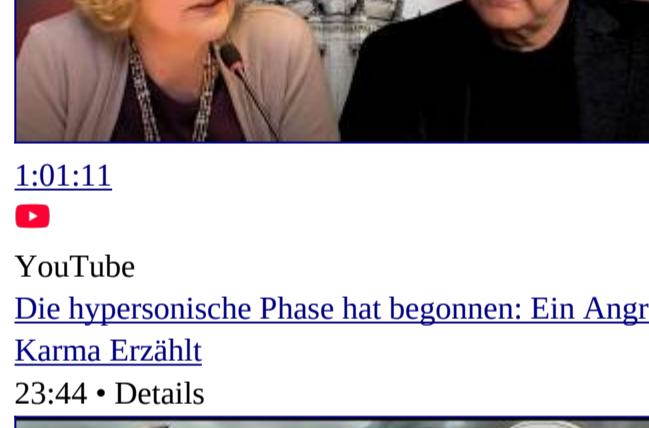 1:01:11
YouTube
Die hypersonische Phase hat begonnen: Ein Angr
Karma Erzählt
23:44 • Details